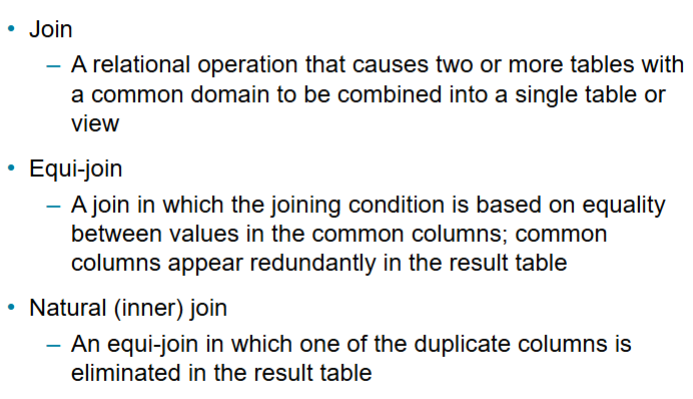 • Join
– A relational operation that causes two or more tables with
a common domain to be combined into a single table or
view
• Equi-join
– A join in which the joining condition is based on equality
between values in the common columns; common
columns appear redundantly in the result table
• Natural (inner) join
– An equi-join in which one of the duplicate columns is
eliminated in the result table